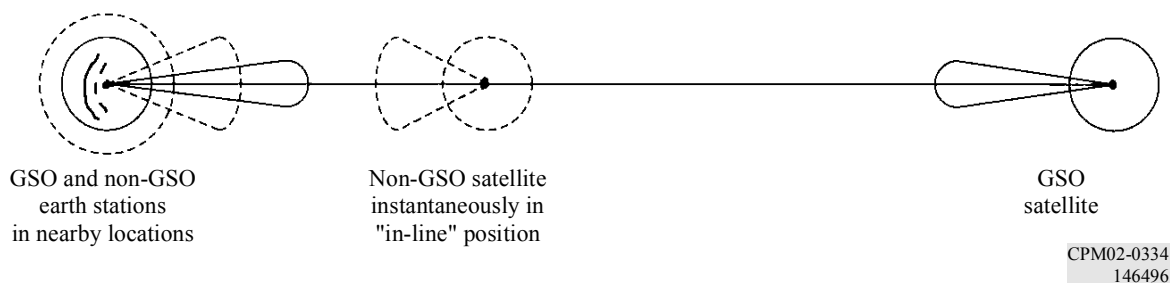 GSO and non-GSO
earth stations
in nearby locations
Non-GSO satellite
instantaneously in
"in-line" position
GSO
satellite
CPM02-0334
146496